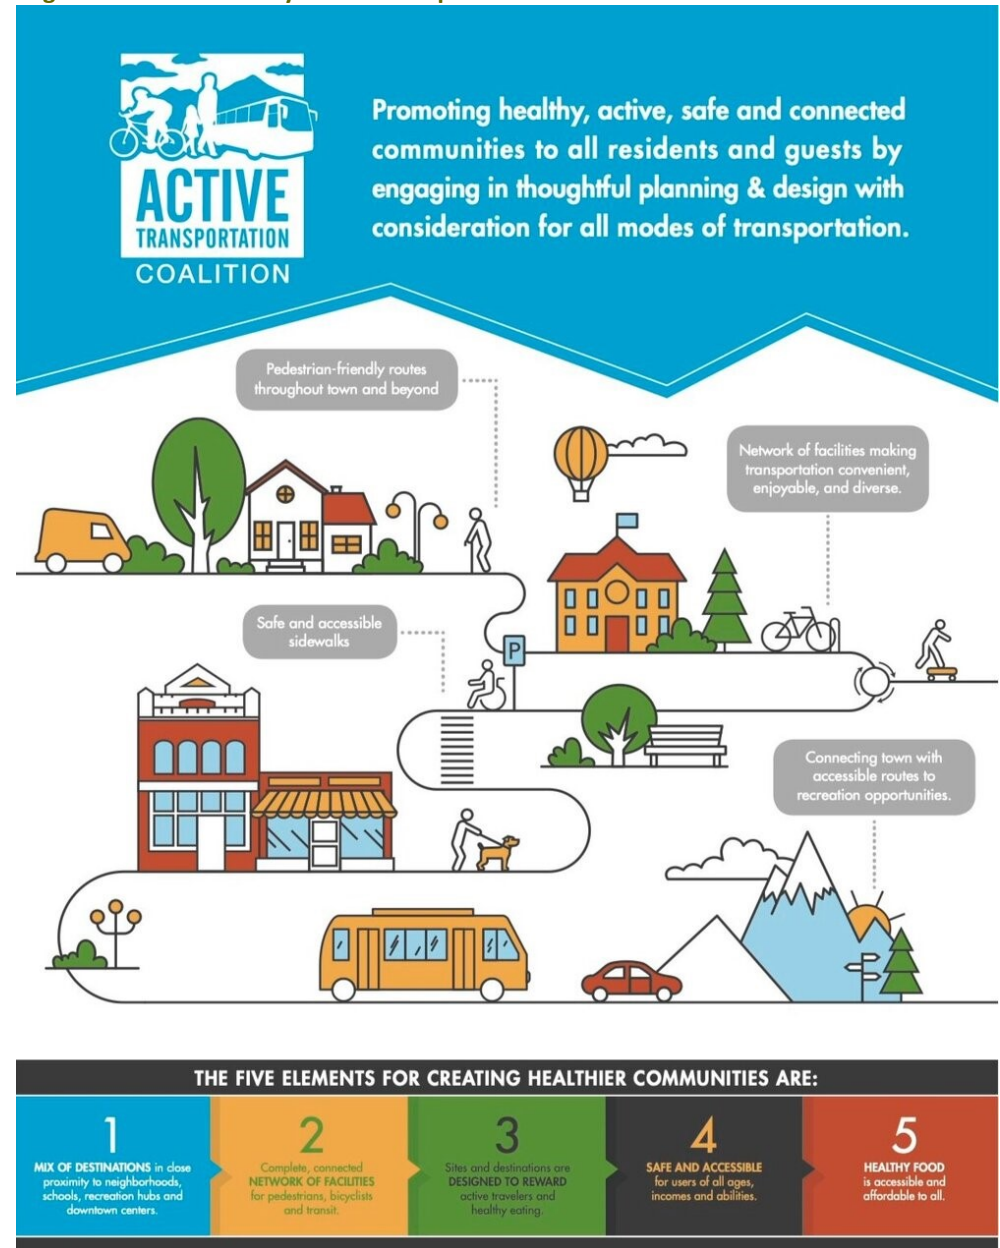 ACTIVE
TRANSPORTATION
COALITION
Promoting healthy, active, safe and connected
communities to all residents and guests by
engaging in thoughtful planning & design with
consideration for all modes of transportation.
Pedestrian-friendly routes
throughout town and beyond
Network of facilities making
transportation convenient,
enjoyable, and diverse.
Safe and accessible
sidewalks
P
Connecting town with
accessible routes to
recreation opportunities.
THE FIVE ELEMENTS FOR CREATING HEALTHIER COMMUNITIES ARE:
1
MIX OF DESTINATIONS in close
proximity to neighborhoods,
schools, recreation hubs and
downtown centers.
2
Complete, connected
NETWORK OF FACILITIES
for pedestrians, bicyclists
and transit.
3
Sites and destinations are
DESIGNED TO REWARD
active travelers and
healthy eating.
4
SAFE AND ACCESSIBLE
for users of all ages,
incomes and abilities.
5
HEALTHY FOOD
is accessible and
affordable to all.